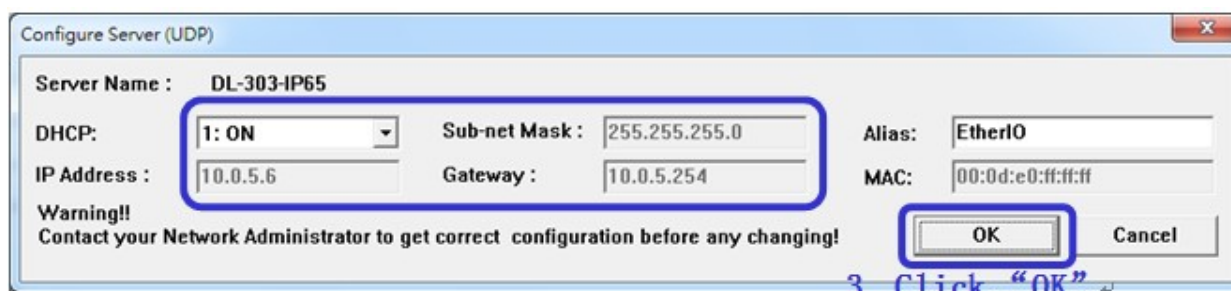 Configure Server (UDP)
Server Name : DL-303-IP65
DHCP: 1: ON Sub-net Mask : 255.255.255.0 Alias: EtherIO
IP Address : 10.0.5.6 Gateway : 10.0.5.254 MAC: 00:0d:e0:ff:ff:ff
Warning!!
Contact your Network Administrator to get correct configuration before any changing!
OK Cancel
3. Click “OK”